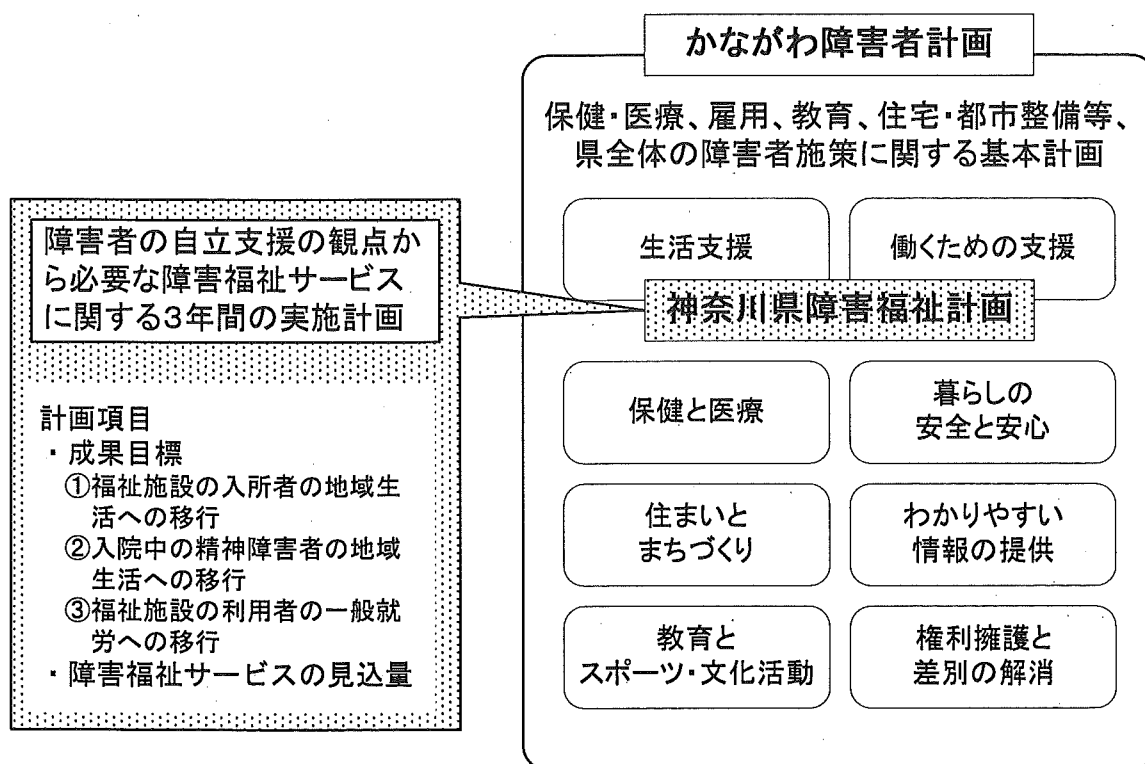 かながわ障害者計画
保健・医療、雇用、教育、住宅・都市整備等、
県全体の障害者施策に関する基本計画
障害者の自立支援の観点か
ら必要な障害福祉サービス
に関する3年間の実施計画
計画項目
・成果目標
①福祉施設の入所者の地域生
活への移行
②入院中の精神障害者の地域
生活への移行
③福祉施設の利用者の一般就
労への移行
・障害福祉サービスの見込量
生活支援
働くための支援
神奈川県障害福祉計画
保健と医療
暮らしの
安全と安心
住まいと
まちづくり
わかりやすい
情報の提供
教育と
スポーツ・文化活動
権利擁護と
差別の解消